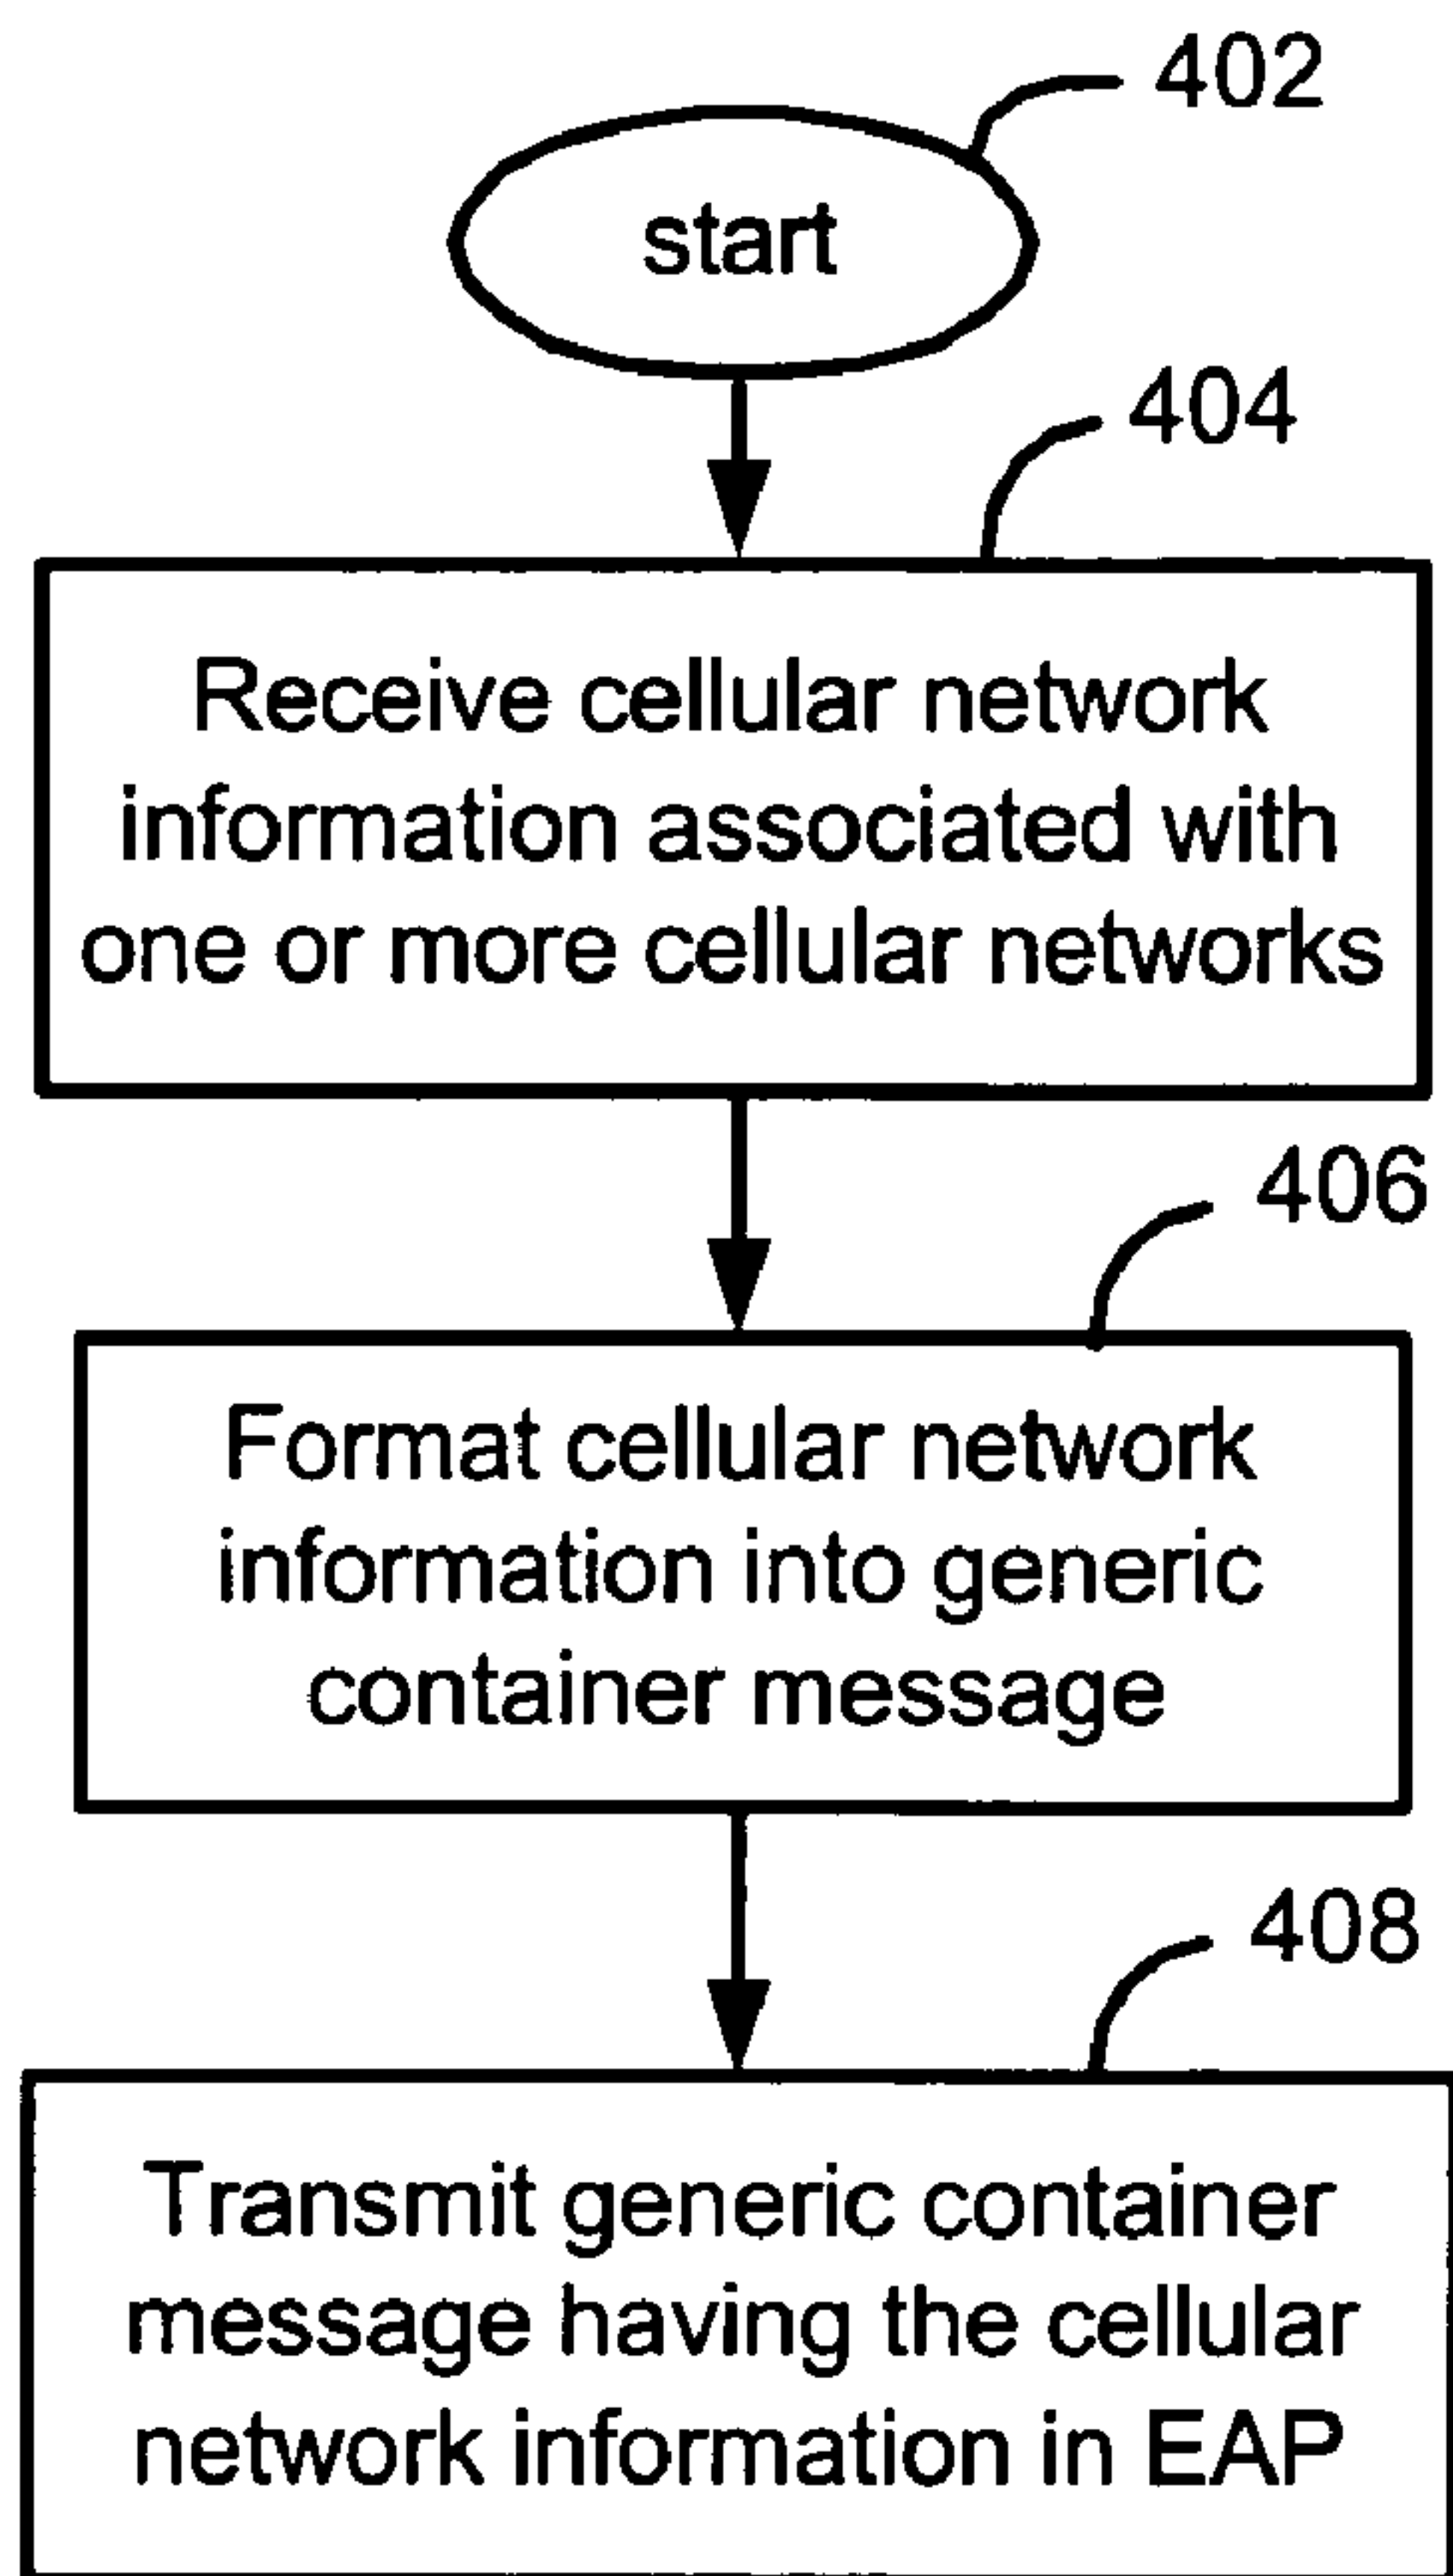 402
start
404
Receive cellular network
information associated with
one or more cellular networks
406
Format cellular network
information into generic
container message
408
Transmit generic container
message having the cellular
network information in EAP